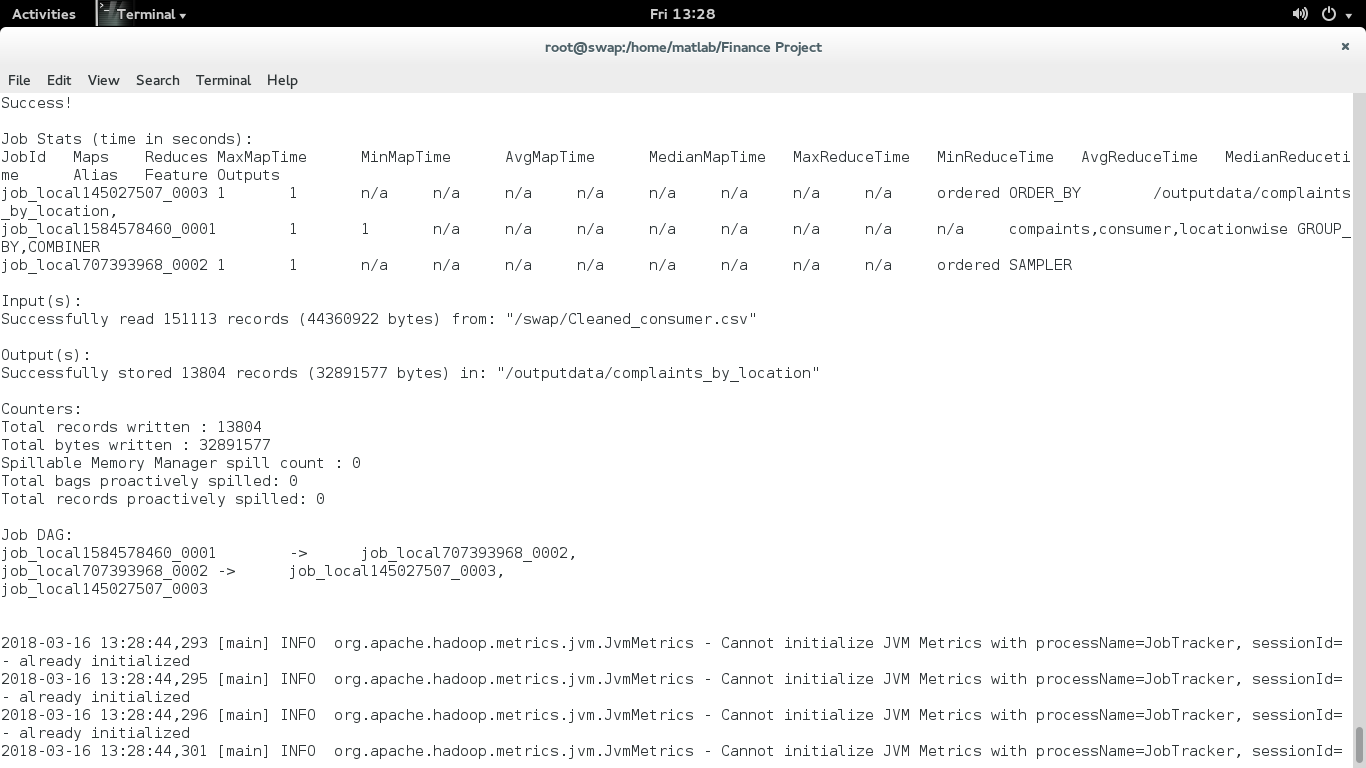 Activities Terminal Fri 13:28
root@swap:/home/matlab/Finance Project ×
File Edit View Search Terminal Help
Success!
Job Stats (time in seconds):
JobId Maps Reduces MaxMapTime MinMapTime AvgMapTime MedianMapTime MaxReduceTime MinReduceTime AvgReduceTime MedianReduceti
me Alias Feature Outputs
job_local145027507_0003 1 1 n/a n/a n/a n/a n/a n/a n/a n/a ordered ORDER_BY /outputdata/complaints
_by_location,
job_local1584578460_0001 1 1 n/a n/a n/a n/a n/a n/a n/a n/a compaints,consumer,locationwise GROUP_
BY,COMBINER
job_local707393968_0002 1 1 n/a n/a n/a n/a n/a n/a n/a n/a ordered SAMPLER
Input(s):
Successfully read 151113 records (44360922 bytes) from: "/swap/Cleaned_consumer.csv"
Output(s):
Successfully stored 13804 records (32891577 bytes) in: "/outputdata/complaints_by_location"
Counters:
Total records written : 13804
Total bytes written : 32891577
Spillable Memory Manager spill count : 0
Total bags proactively spilled: 0
Total records proactively spilled: 0
Job DAG:
job_local1584578460_0001 -> job_local707393968_0002,
job_local707393968_0002 -> job_local145027507_0003,
job_local145027507_0003
2018-03-16 13:28:44,293 [main] INFO org.apache.hadoop.metrics.jvm.JvmMetrics - Cannot initialize JVM Metrics with processName=JobTracker, sessionId=
- already initialized
2018-03-16 13:28:44,295 [main] INFO org.apache.hadoop.metrics.jvm.JvmMetrics - Cannot initialize JVM Metrics with processName=JobTracker, sessionId=
- already initialized
2018-03-16 13:28:44,296 [main] INFO org.apache.hadoop.metrics.jvm.JvmMetrics - Cannot initialize JVM Metrics with processName=JobTracker, sessionId=
- already initialized
2018-03-16 13:28:44,301 [main] INFO org.apache.hadoop.metrics.jvm.JvmMetrics - Cannot initialize JVM Metrics with processName=JobTracker, sessionId=